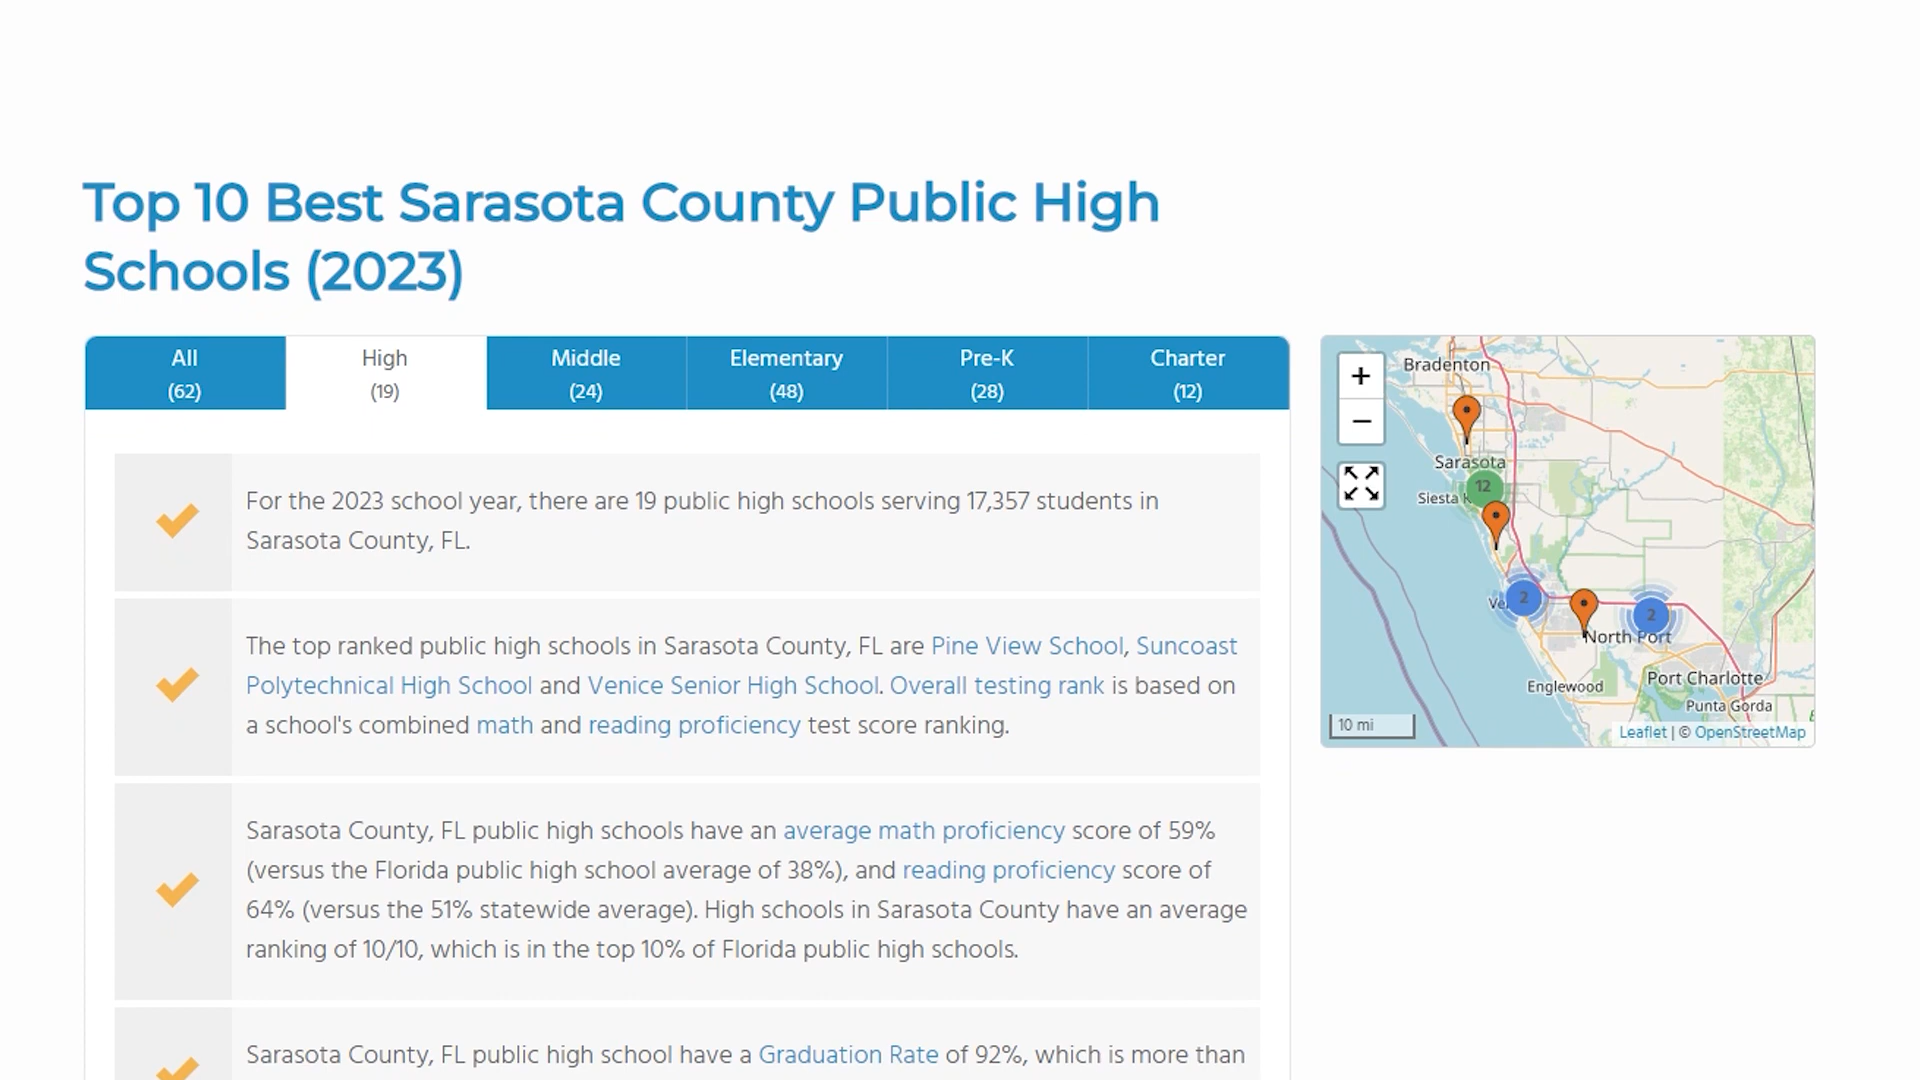 Top 10 Best Sarasota County Public High
Schools (2023)
All
(62)
High
(19)
Middle
(24)
Elementary
(48)
Pre-K
(28)
Charter
(12)
For the 2023 school year, there are 19 public high schools serving 17,357 students in
Sarasota County, FL.
The top ranked public high schools in Sarasota County, FL are Pine View School, Suncoast
Polytechnical High School and Venice Senior High School. Overall testing rank is based on
a school's combined math and reading proficiency test score ranking.
Sarasota County, FL public high schools have an average math proficiency score of 59%
(versus the Florida public high school average of 38%), and reading proficiency score of
64% (versus the 51% statewide average). High schools in Sarasota County have an average
ranking of 10/10, which is in the top 10% of Florida public high schools.
Sarasota County, FL public high school have a Graduation Rate of 92%, which is more than
+
−
Bradenton
Sarasota
12
Siesta K
Ve
2
2
North Port
Englewood
Port Charlotte
Punta Gorda
10 mi
Leaflet | © OpenStreetMap